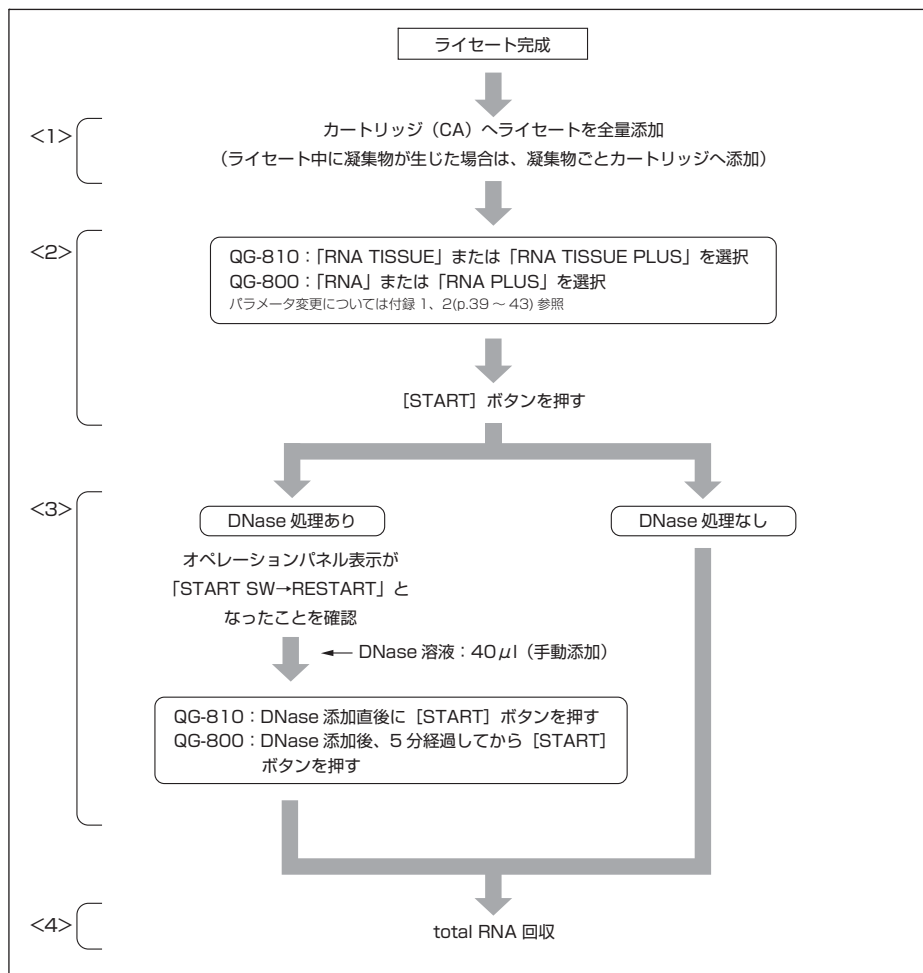 ライセート完成
<1>
カートリッジ（CA）へライセートを全量添加
（ライセート中に凝集物が生じた場合は、凝集物ごとカートリッジへ添加）
<2>
QG-810：「RNA TISSUE」または「RNA TISSUE PLUS」を選択
QG-800：「RNA」または「RNA PLUS」を選択
パラメータ変更については付録 1、2(p.39 ～ 43) 参照
［START］ボタンを押す
<3>
DNase 処理あり
DNase 処理なし
オペレーションパネル表示が
「START SW→RESTART」と
なったことを確認
← DNase 溶液：40μl（手動添加）
QG-810：DNase 添加直後に［START］ボタンを押す
QG-800：DNase 添加後、5 分経過してから［START］
ボタンを押す
<4>
total RNA 回収